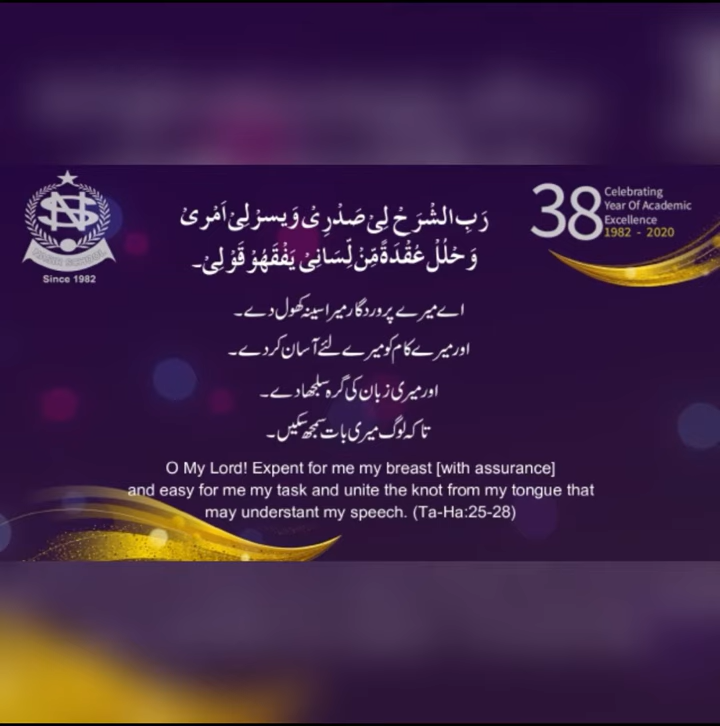 رَبِ الشْرَحْ لِیْ صَدْرِیْ وَيسرْلِیْ اَمْرِیْ
وَحْلُلْ عُقْدَةً مِّنْ لِّسَانِیْ يَفْقَهُوْ قَوْلِیْ۔
اے میرے پروردگار میرا سینہ کھول دے۔
اور میرے کام کو میرے لئے آسان کر دے۔
اور میری زبان کی گرہ سلجھا دے۔
تاکہ لوگ میری بات سمجھ سکیں۔
O My Lord! Expent for me my breast [with assurance]
and easy for me my task and unite the knot from my tongue that
may understant my speech. (Ta-Ha:25-28)
NS
Since 1982
38
Celebrating
Year Of Academic
Excellence
1982 - 2020